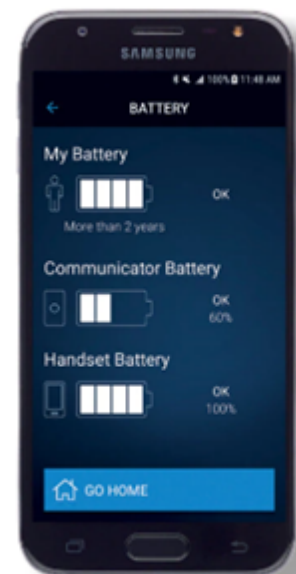 SAMSUNG
100% 11:48 AM
BATTERY
My Battery
OK
More than 2 years
Communicator Battery
OK
60%
Handset Battery
OK
100%
GO HOME